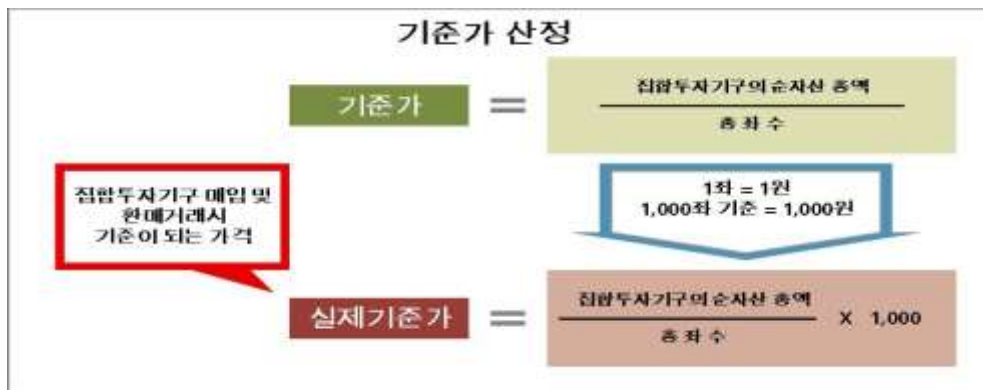 기준가 산정
기준가 =
집합투자기구의 순자산 총액
총 좌 수
집합투자기구 매입 및
환매거래시
기준이 되는 가격
1좌 = 1원
1,000좌 기준 = 1,000원
실제기준가 =
집합투자기구의 순자산 총액
총 좌 수
X 1,000